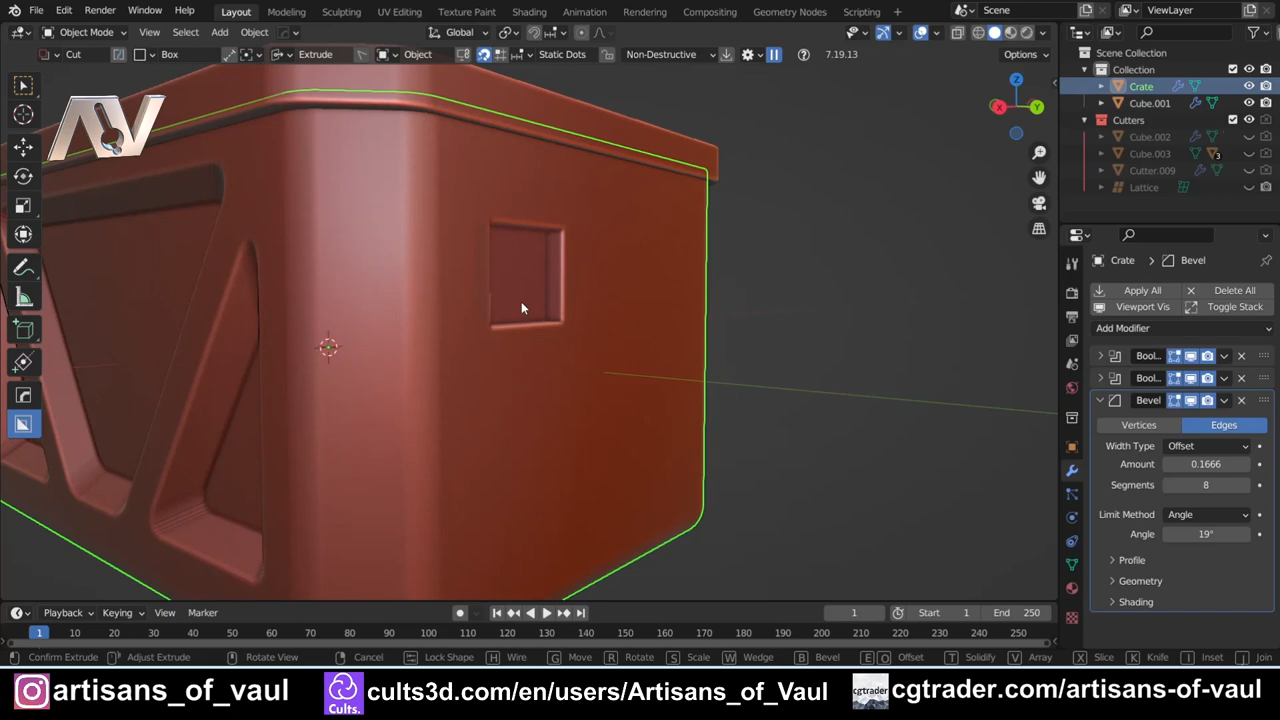 File Edit Render Window Help Layout Modeling Sculpting UV Editing Texture Paint Shading Animation Rendering Compositing Geometry Nodes Scripting + Scene ViewLayer
Object Mode View Select Add Object Global
Cut Box Extrude Object Static Dots Non-Destructive 7.19.13 Options
Scene Collection
Collection
Crate
Cube.001
Cutters
Cube.002
Cube.003 3
Cutter.009
Lattice
AV
X Y Z
Crate > Bevel
Apply All Delete All
Viewport Vis Toggle Stack
Add Modifier
Bool...
Bool...
Bevel
Vertices Edges
Width Type Offset
Amount 0.1666
Segments 8
Limit Method Angle
Angle 19°
Profile
Geometry
Shading
Playback Keying View Marker 1 Start 1 End 250
1 10 20 30 40 50 60 70 80 90 100 110 120 130 140 150 160 170 180 190 200 210 220 230 240 250
Confirm Extrude Adjust Extrude Rotate View Cancel Lock Shape H Wire G Move R Rotate S Scale W Wedge B Bevel E O Offset T Solidify V Array X Slice K Knife I Inset J Join
artisans_of_vaul Cults. cults3d.com/en/users/Artisans_of_Vaul cgtrader cgtrader.com/artisans-of-vaul